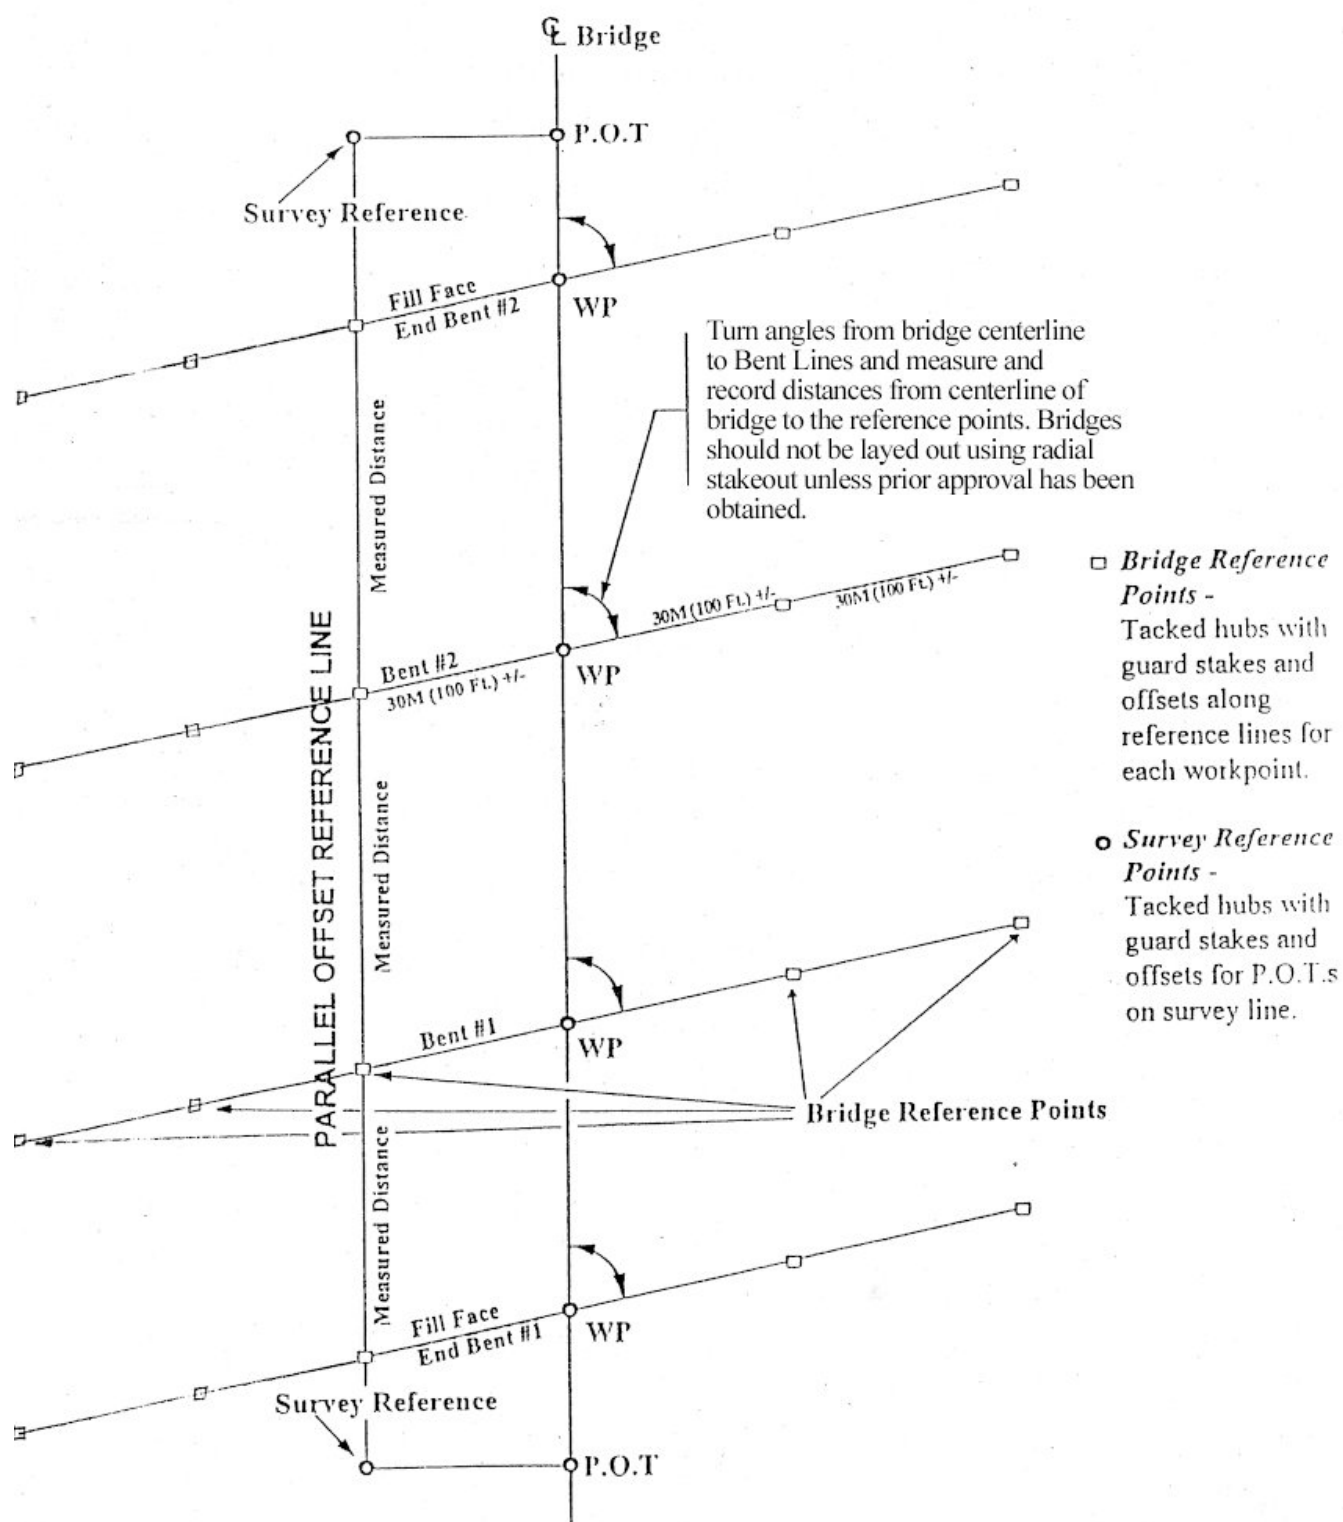 ℄ Bridge
P.O.T
Survey Reference
Fill Face
End Bent #2
WP
Turn angles from bridge centerline
to Bent Lines and measure and
record distances from centerline of
bridge to the reference points. Bridges
should not be layed out using radial
stakeout unless prior approval has been
obtained.
Measured Distance
30M (100 Ft.) +/-
30M (100 Ft.) +/-
Bent #2
30M (100 Ft.) +/-
WP
PARALLEL OFFSET REFERENCE LINE
Bridge Reference
Points -
Tacked hubs with
guard stakes and
offsets along
reference lines for
each workpoint.
Survey Reference
Points -
Tacked hubs with
guard stakes and
offsets for P.O.T.s
on survey line.
Measured Distance
Bent #1
WP
Bridge Reference Points
Measured Distance
Fill Face
End Bent #1
WP
Survey Reference
P.O.T